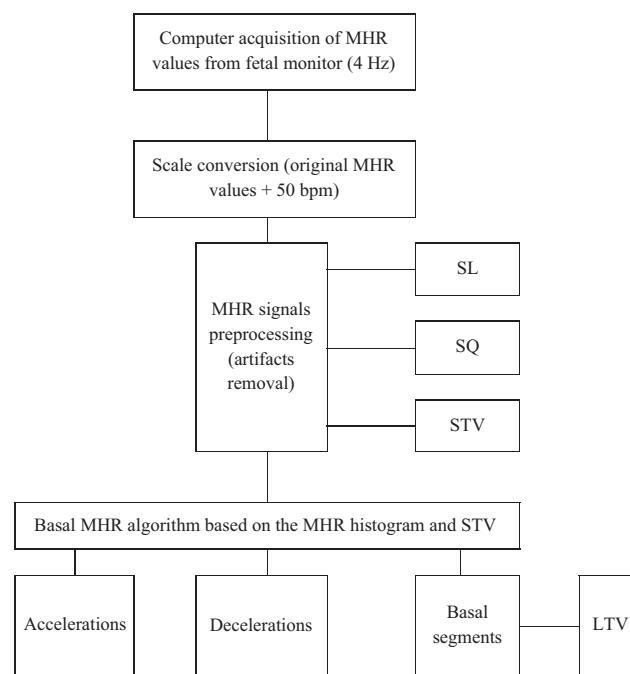 Computer acquisition of MHR
values from fetal monitor (4 Hz)
Scale conversion (original MHR
values + 50 bpm)
MHR signals
preprocessing
(artifacts
removal)
SL
SQ
STV
Basal MHR algorithm based on the MHR histogram and STV
Accelerations
Decelerations
Basal
segments
LTV